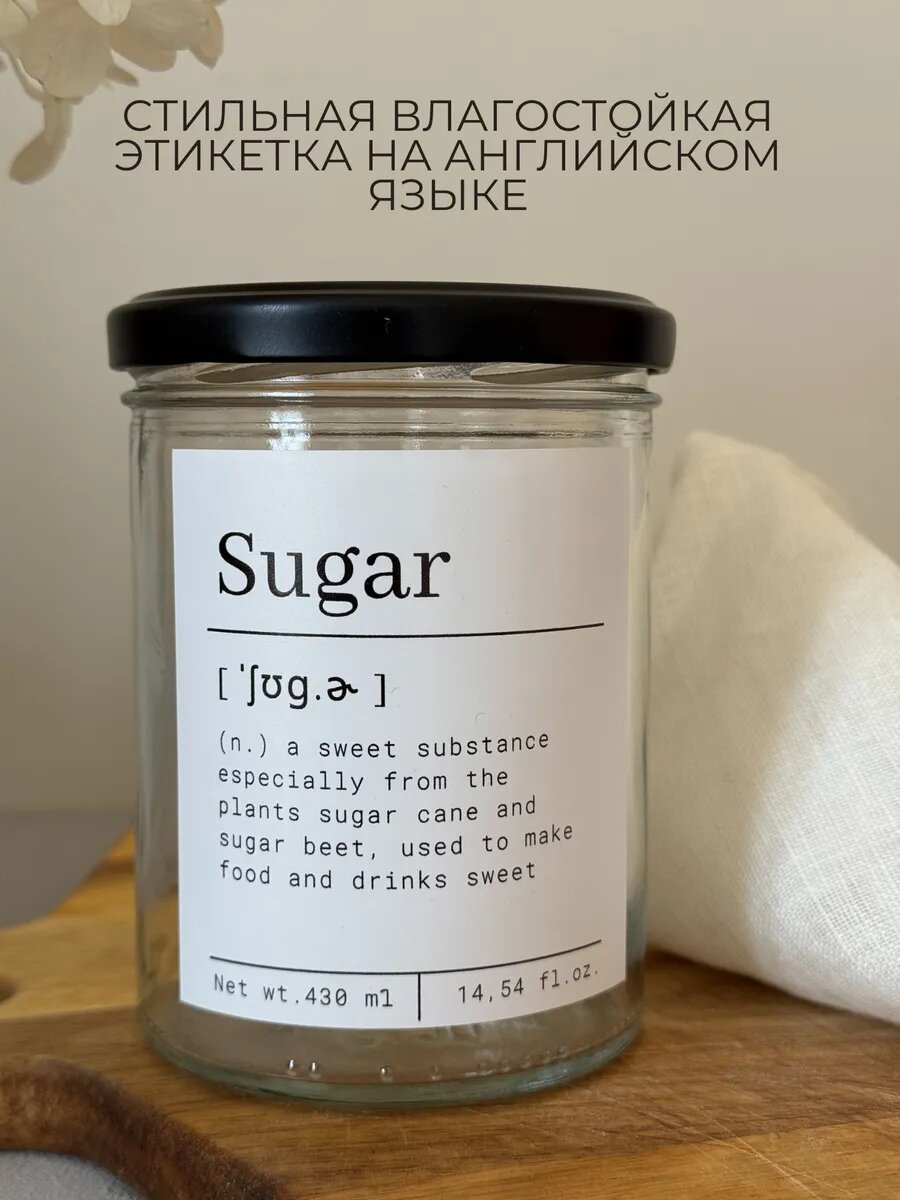 СТИЛЬНАЯ ВЛАГОСТОЙКАЯ
ЭТИКЕТКА НА АНГЛИЙСКОМ
ЯЗЫКЕ
Sugar
[ ˈʃʊg.ɚ ]
(n.) a sweet substance
especially from the
plants sugar cane and
sugar beet, used to make
food and drinks sweet
Net wt.430 ml
14,54 fl.oz.